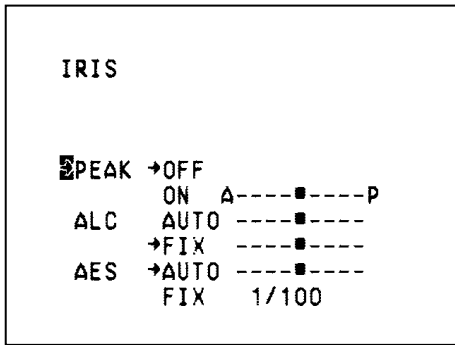 IRIS
PEAK →OFF
ON A----■----P
ALC AUTO ----■----
→FIX ----■----
AES →AUTO ----■----
FIX 1/100